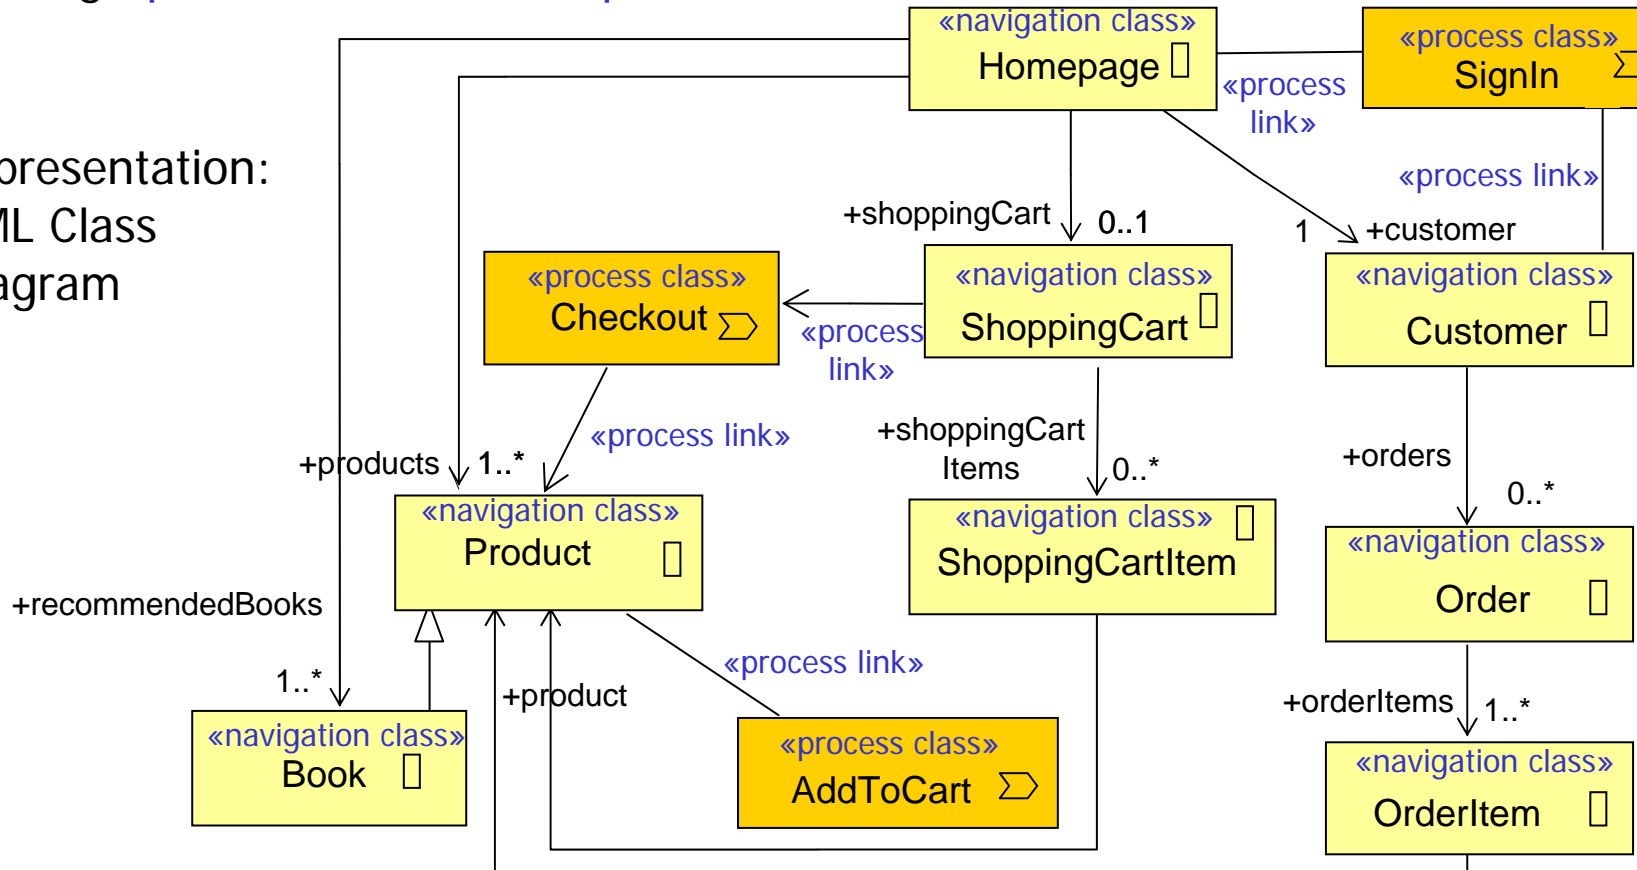 «navigation class»
Homepage
«process class»
SignIn
«process
link»
presentation:
ML Class
agram
«process link»
+shoppingCart
0..1
1
+customer
«process class»
Checkout
«navigation class»
ShoppingCart
«navigation class»
Customer
«process
link»
«process link»
+shoppingCart
Items
+products
1..*
0..*
+orders
0..*
«navigation class»
Product
«navigation class»
ShoppingCartItem
«navigation class»
Order
+recommendedBooks
«process link»
1..*
+product
+orderItems
1..*
«navigation class»
Book
«process class»
AddToCart
«navigation class»
OrderItem